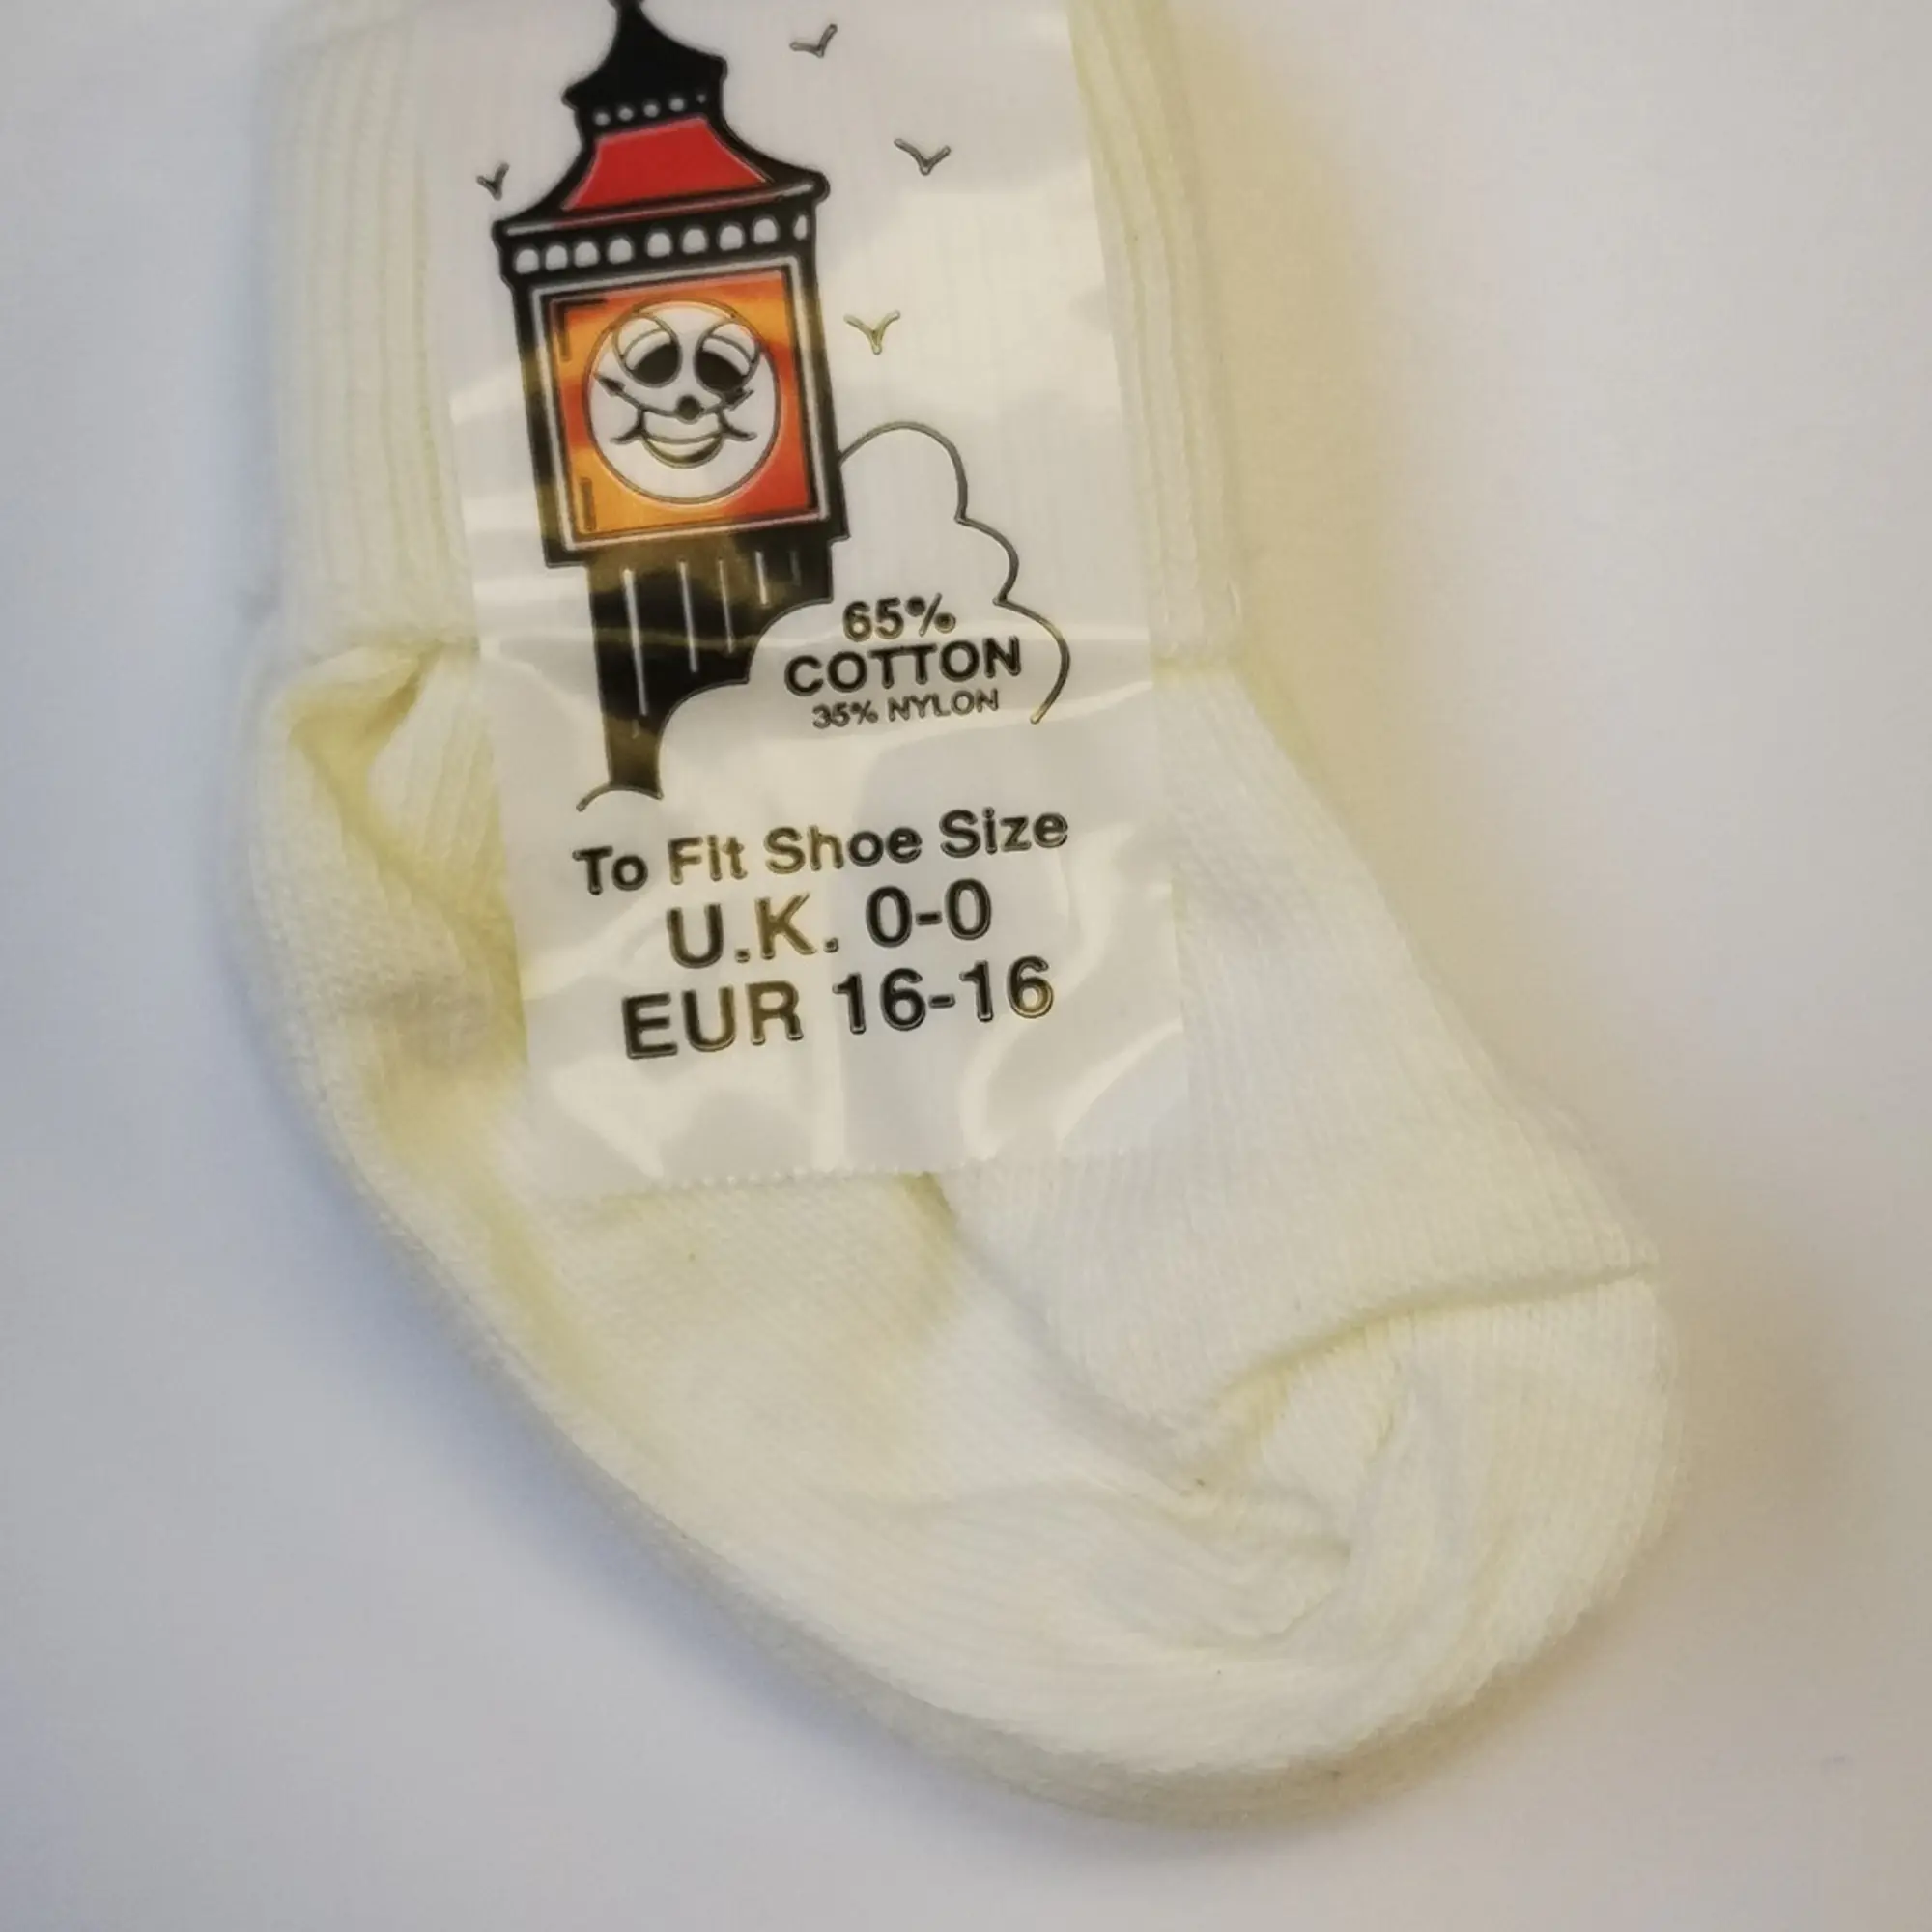 65%
COTTON
35% NYLON
To Fit Shoe Size
U.K. 0-0
EUR 16-16